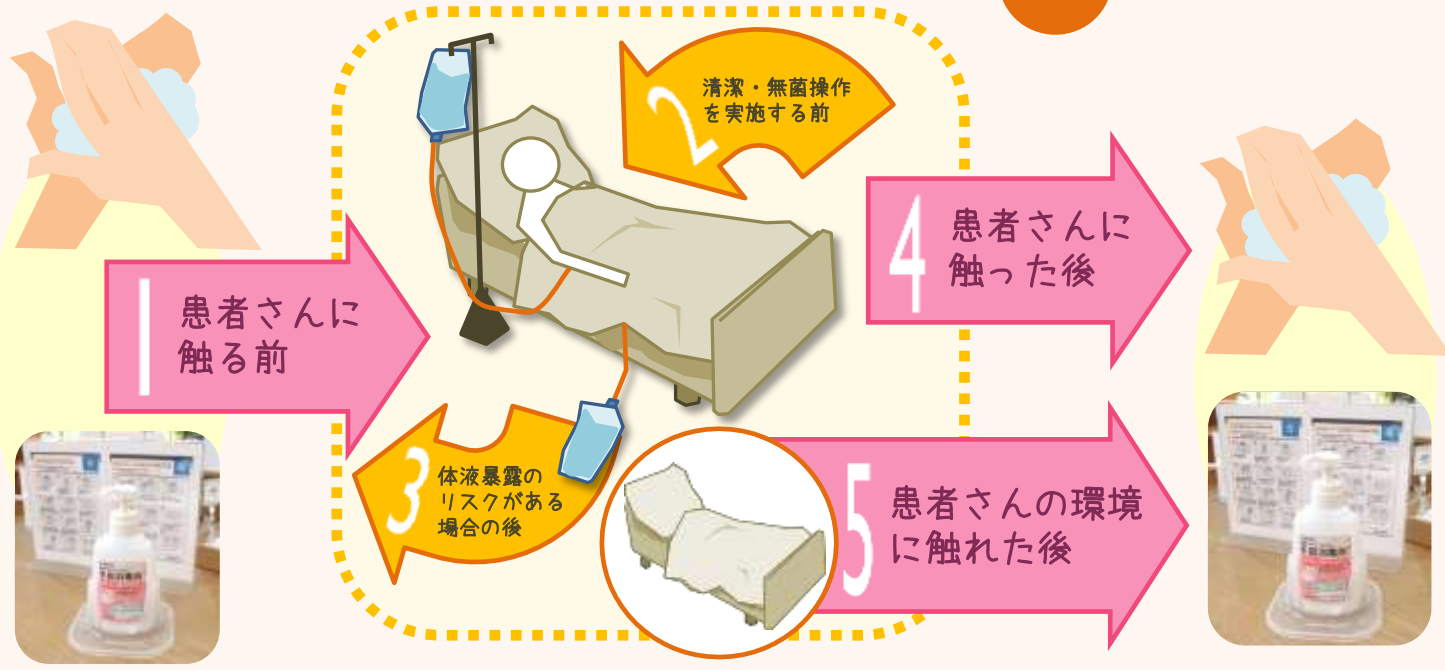 1
患者さんに
触る前
2
清潔・無菌操作
を実施する前
3
体液暴露の
リスクがある
場合の後
4
患者さんに
触った後
5
患者さんの環境
に触れた後